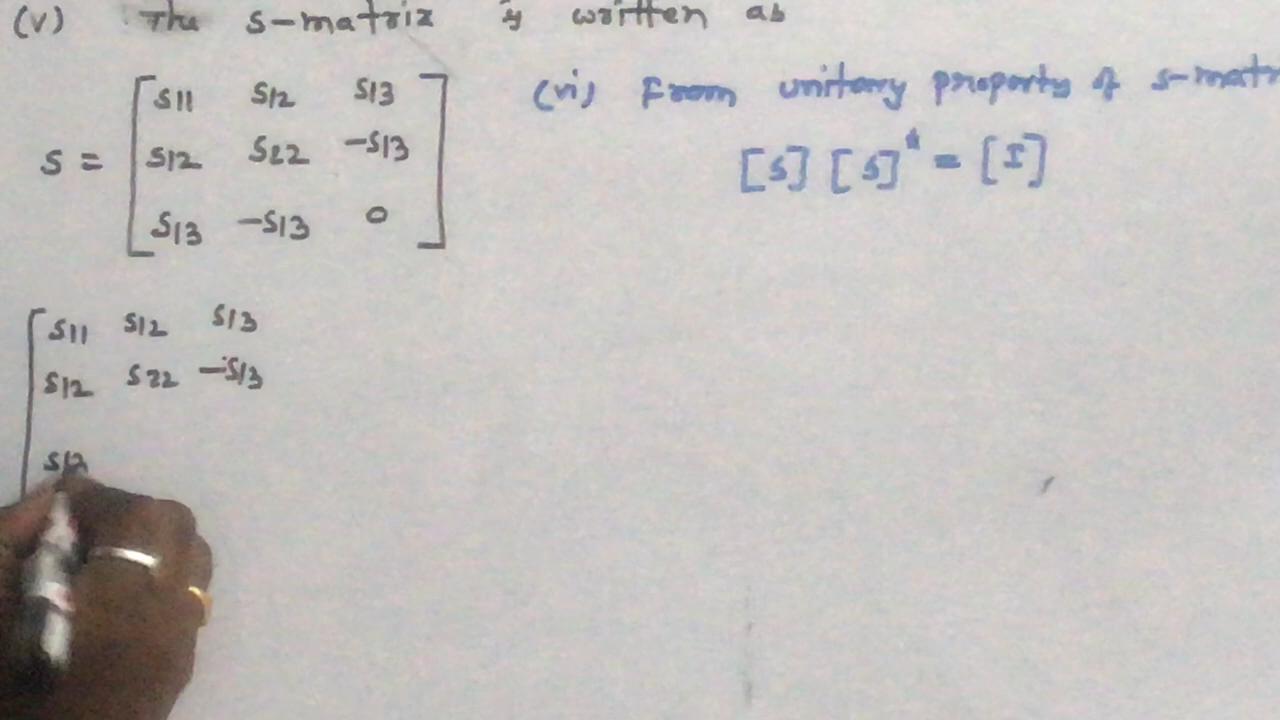 (v) The s-matrix is written as
S = [ S11 S12 S13
S12 S22 -S13
S13 -S13 0 ]
(vi) From unitary property of s-matr
[S] [S]* = [I]
[ S11 S12 S13
S12 S22 -S13